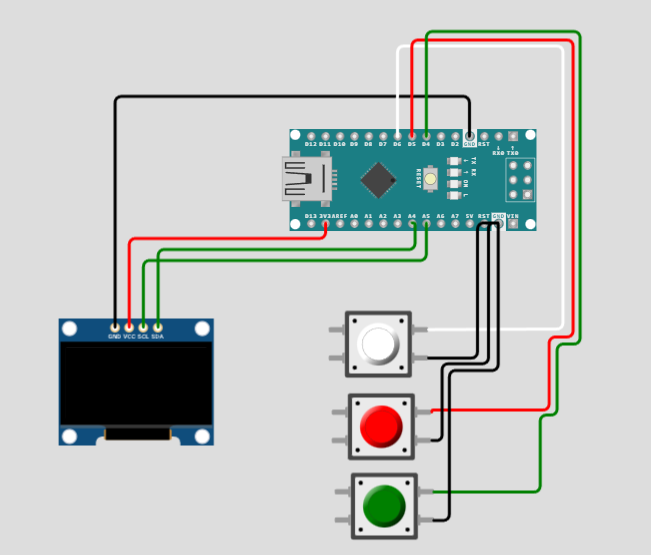 D12 D11 D10 D9 D8 D7 D6 D5 D4 D3 D2 GND RST
RX0 TX0
RESET
TX
RX
ON
L
D13 3V3 AREF A0 A1 A2 A3 A4 A5 A6 A7 5V RST GND VIN
GND VCC SCL SDA